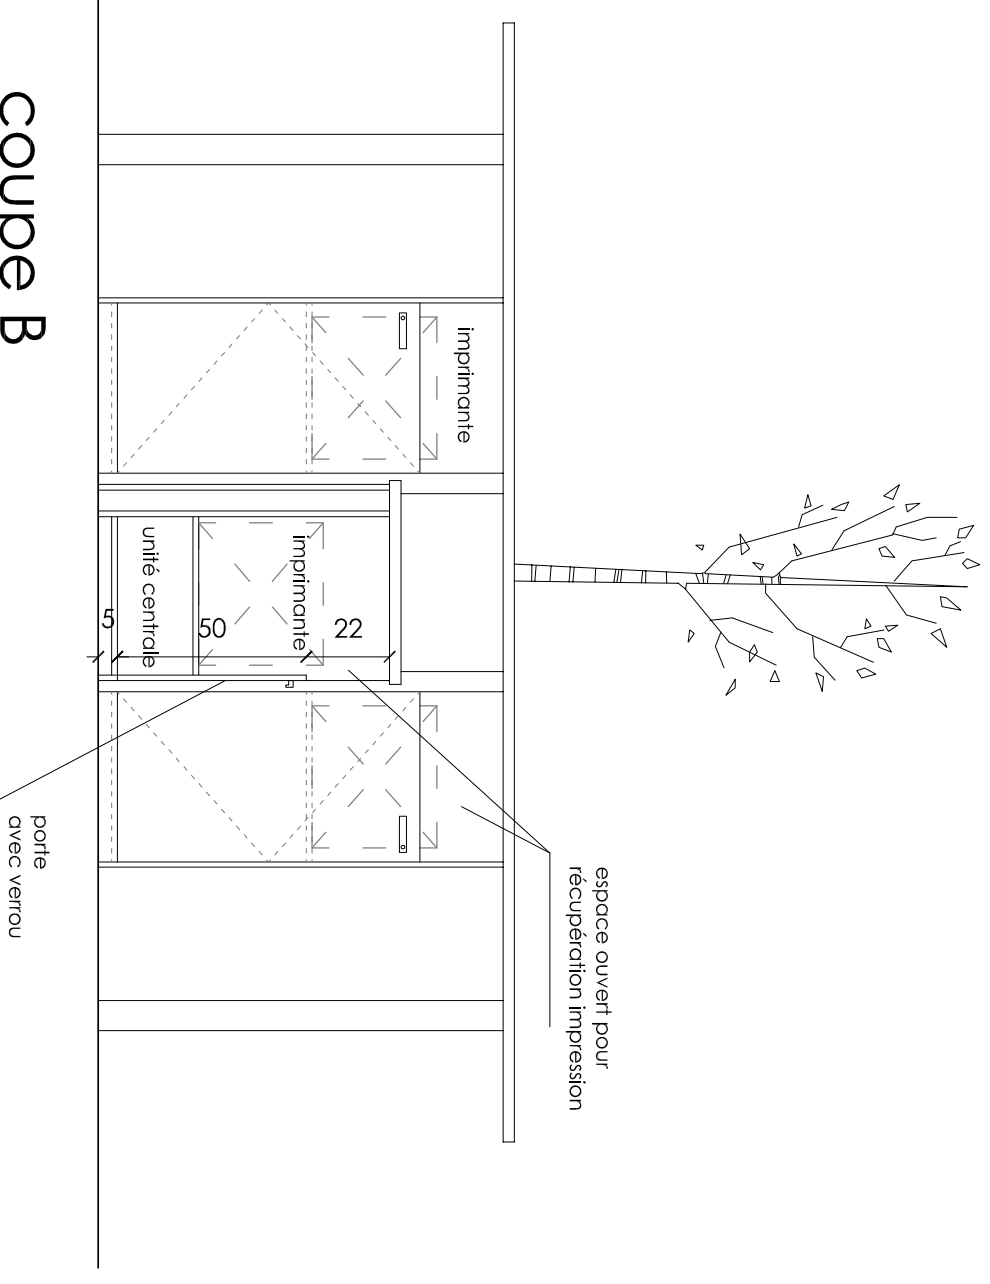 espace ouvert pour
récupération impression
imprimante
imprimante
22
50
5
unité centrale
porte
avec verrou
coupe B